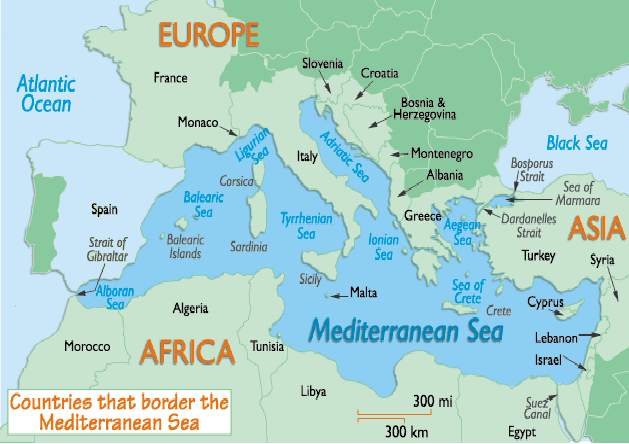 EUROPE
Slovenia
Croatia
France
Atlantic
Ocean
Bosnia &
Herzegovina
Monaco
Ligurian
Sea
Adriatic Sea
Black Sea
Italy
Montenegro
Bosporus
Strait
Albania
Corsica
Sea of
Marmara
Balearic
Sea
Spain
Tyrrhenian
Sea
Greece
Aegean
Sea
Dardanelles
Strait
ASIA
Ionian
Sea
Balearic
Islands
Sardinia
Strait of
Gibraltar
Turkey
Syria
Sicily
Alboran
Sea
Malta
Sea of
Crete
Crete
Cyprus
Algeria
Mediterranean Sea
Lebanon
Morocco
AFRICA
Tunisia
Israel
Libya
Suez
Canal
Egypt
Countries that border the
Mediterranean Sea
300 mi
300 km